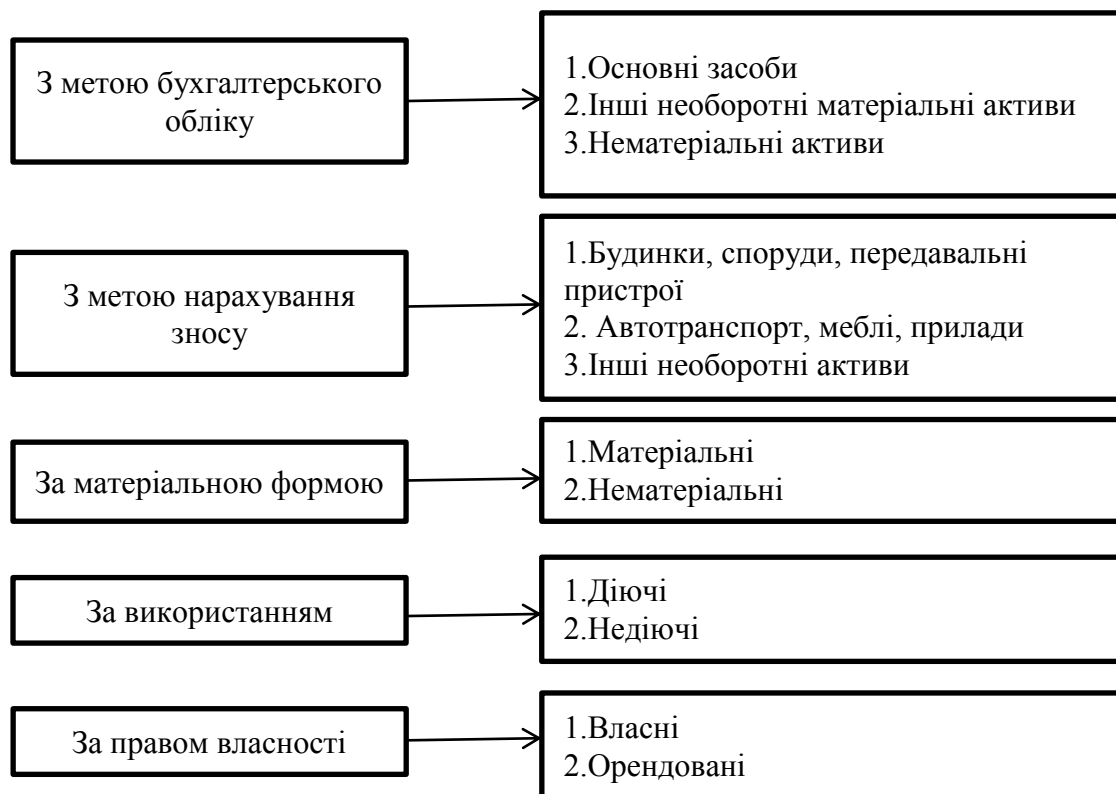 З метою бухгалтерського
обліку
1.Основні засоби
2.Інші необоротні матеріальні активи
3.Нематеріальні активи
З метою нарахування
зносу
1.Будинки, споруди, передавальні
пристрої
2. Автотранспорт, меблі, прилади
3.Інші необоротні активи
За матеріальною формою
1.Матеріальні
2.Нематеріальні
За використанням
1.Діючі
2.Недіючі
За правом власності
1.Власні
2.Орендовані